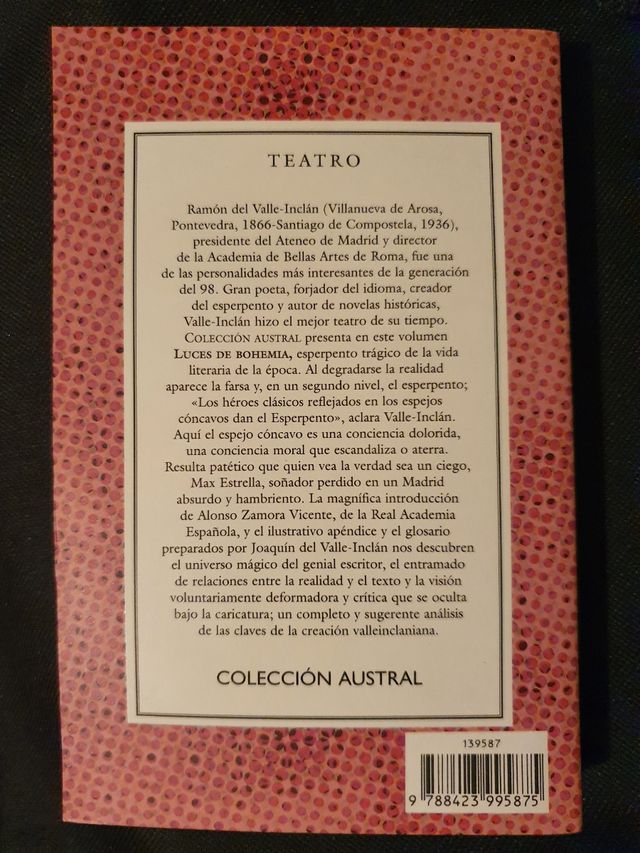 TEATRO
Ramón del Valle-Inclán (Villanueva de Arosa,
Pontevedra, 1866-Santiago de Compostela, 1936),
presidente del Ateneo de Madrid y director
de la Academia de Bellas Artes de Roma, fue una
de las personalidades más interesantes de la generación
del 98. Gran poeta, forjador del idioma, creador
del esperpento y autor de novelas históricas,
Valle-Inclán hizo el mejor teatro de su tiempo.
COLECCIÓN AUSTRAL presenta en este volumen
LUCES DE BOHEMIA, esperpento trágico de la vida
literaria de la época. Al degradarse la realidad
aparece la farsa y, en un segundo nivel, el esperpento;
«Los héroes clásicos reflejados en los espejos
cóncavos dan el Esperpento», aclara Valle-Inclán.
Aquí el espejo cóncavo es una conciencia dolorida,
una conciencia moral que escandaliza o aterra.
Resulta patético que quien vea la verdad sea un ciego,
Max Estrella, soñador perdido en un Madrid
absurdo y hambriento. La magnífica introducción
de Alonso Zamora Vicente, de la Real Academia
Española, y el ilustrativo apéndice y el glosario
preparados por Joaquín del Valle-Inclán nos descubren
el universo mágico del genial escritor, el entramado
de relaciones entre la realidad y el texto y la visión
voluntariamente deformadora y crítica que se oculta
bajo la caricatura; un completo y sugerente análisis
de las claves de la creación valleinclaniana.
COLECCIÓN AUSTRAL
139587
9 788423 995875